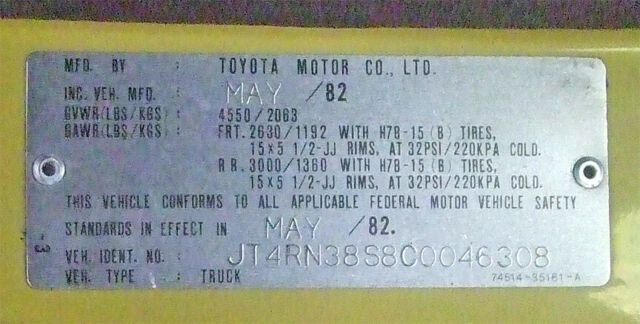 MFD. BY : TOYOTA MOTOR CO., LTD.
INC. VEH. MFD. : MAY /82
GVWR(LBS/KGS) : 4550/2063
GAWR(LBS/KGS) : FRT. 2630/1192 WITH H78-15 (B) TIRES,
15×5 1/2-JJ RIMS, AT 32PSI/220KPA COLD.
RR. 3000/1360 WITH H78-15 (B) TIRES,
15×5 1/2-JJ RIMS, AT 32PSI/220KPA COLD.
THIS VEHICLE CONFORMS TO ALL APPLICABLE FEDERAL MOTOR VEHICLE SAFETY
STANDARDS IN EFFECT IN MAY /82.
VEH. IDENT. NO. : JT4RN38S8C0046308
VEH. TYPE : TRUCK
74514-35161-A
-3